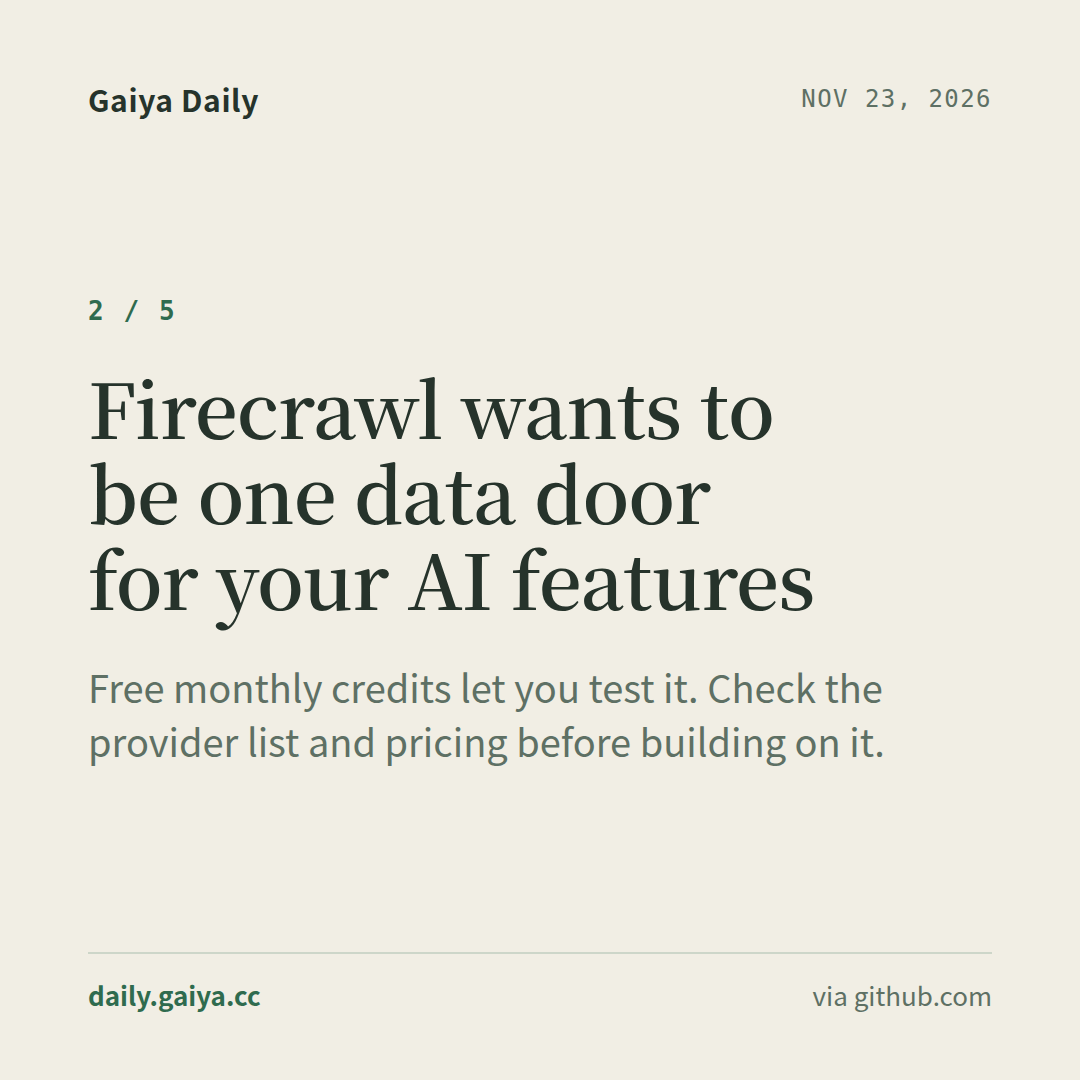 Gaiya Daily
NOV 23, 2026
2 / 5
Firecrawl wants to
be one data door
for your AI features
Free monthly credits let you test it. Check the
provider list and pricing before building on it.
daily.gaiya.cc
via github.com